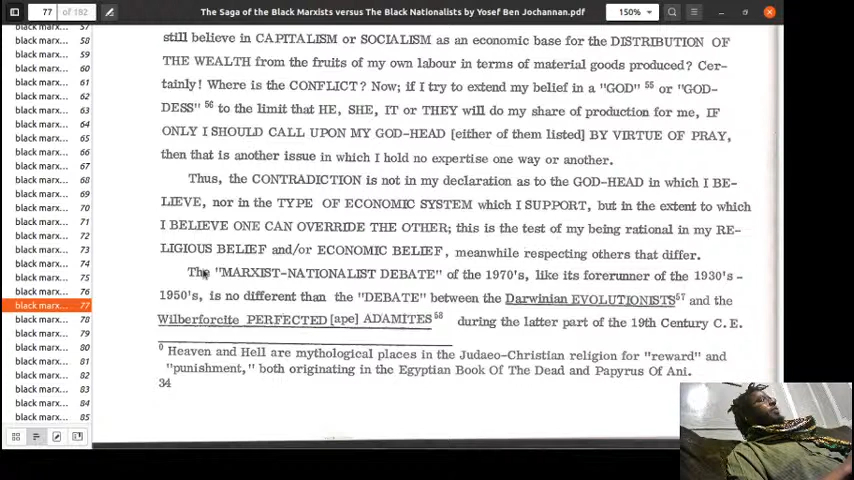 77 of 182
The Saga of the Black Marxists versus The Black Nationalists by Yosef Ben Jochannan.pdf
150%
still believe in CAPITALISM or SOCIALISM as an economic base for the DISTRIBUTION OF
THE WEALTH from the fruits of my own labour in terms of material goods produced? Cer-
tainly! Where is the CONFLICT? Now; if I try to extend my belief in a "GOD" 55 or "GOD-
DESS" 56 to the limit that HE, SHE, IT or THEY will do my share of production for me, IF
ONLY I SHOULD CALL UPON MY GOD-HEAD [either of them listed] BY VIRTUE OF PRAY,
then that is another issue in which I hold no expertise one way or another.
Thus, the CONTRADICTION is not in my declaration as to the GOD-HEAD in which I BE-
LIEVE, nor in the TYPE OF ECONOMIC SYSTEM which I SUPPORT, but in the extent to which
I BELIEVE ONE CAN OVERRIDE THE OTHER; this is the test of my being rational in my RE-
LIGIOUS BELIEF and/or ECONOMIC BELIEF, meanwhile respecting others that differ.
The "MARXIST-NATIONALIST DEBATE" of the 1970's, like its forerunner of the 1930's -
1950's, is no different than the "DEBATE" between the Darwinian EVOLUTIONISTS57 and the
Wilberforcite PERFECTED [ape] ADAMITES 58 during the latter part of the 19th Century C.E.
0 Heaven and Hell are mythological places in the Judaeo-Christian religion for "reward" and
"punishment," both originating in the Egyptian Book Of The Dead and Papyrus Of Ani.
34
black marx... 57
black marx... 58
black marx... 59
black marx... 60
black marx... 61
black marx... 62
black marx... 63
black marx... 64
black marx... 65
black marx... 66
black marx... 67
black marx... 68
black marx... 69
black marx... 70
black marx... 71
black marx... 72
black marx... 73
black marx... 74
black marx... 75
black marx... 76
black marx... 77
black marx... 78
black marx... 79
black marx... 80
black marx... 81
black marx... 82
black marx... 83
black marx... 84
black marx... 85